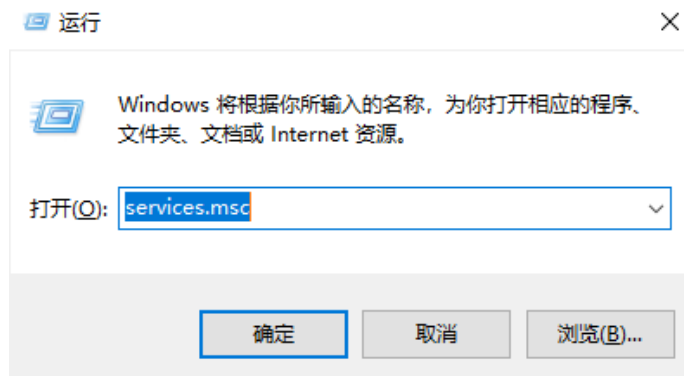 运行
Windows 将根据你所输入的名称，为你打开相应的程序、
文件夹、文档或 Internet 资源。
打开(O): services.msc
确定 取消 浏览(B)...